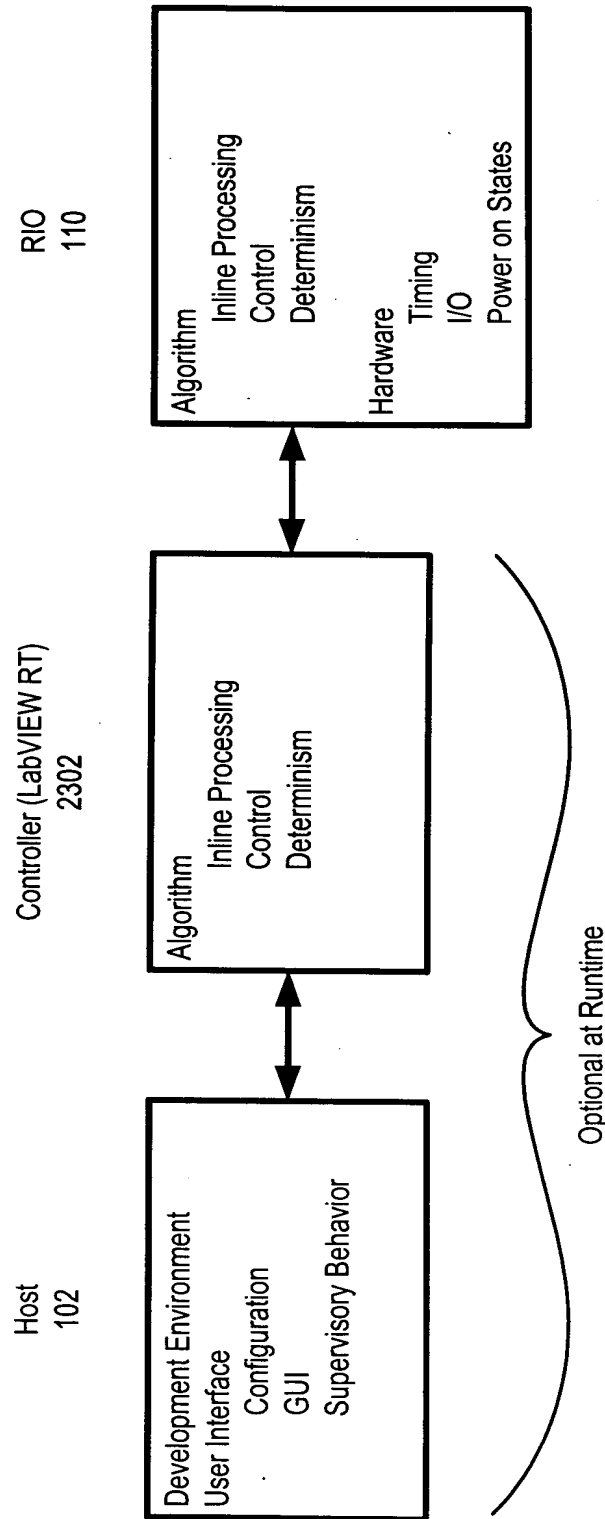 Host
102
Development Environment
User Interface
Configuration
GUI
Supervisory Behavior
Controller (LabVIEW RT)
2302
Algorithm
Inline Processing
Control
Determinism
RIO
110
Algorithm
Inline Processing
Control
Determinism
Hardware
Timing
I/O
Power on States
Optional at Runtime